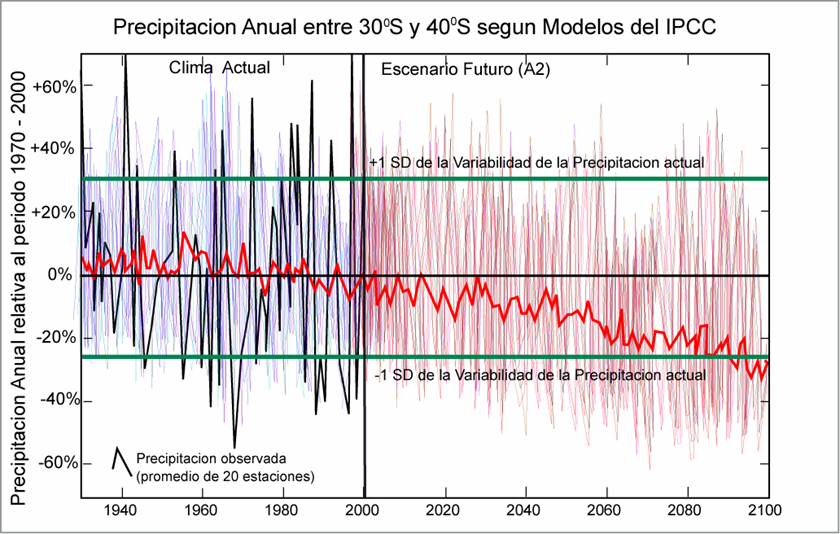 Precipitacion Anual entre 30ºS y 40ºS segun Modelos del IPCC
Clima Actual
Escenario Futuro (A2)
Precipitacion Anual relativa al periodo 1970 - 2000
+60%
+40%
+20%
0%
-20%
-40%
-60%
+1 SD de la Variabilidad de la Precipitacion actual
-1 SD de la Variabilidad de la Precipitacion actual
Precipitacion observada
(promedio de 20 estaciones)
1940
1960
1980
2000
2020
2040
2060
2080
2100